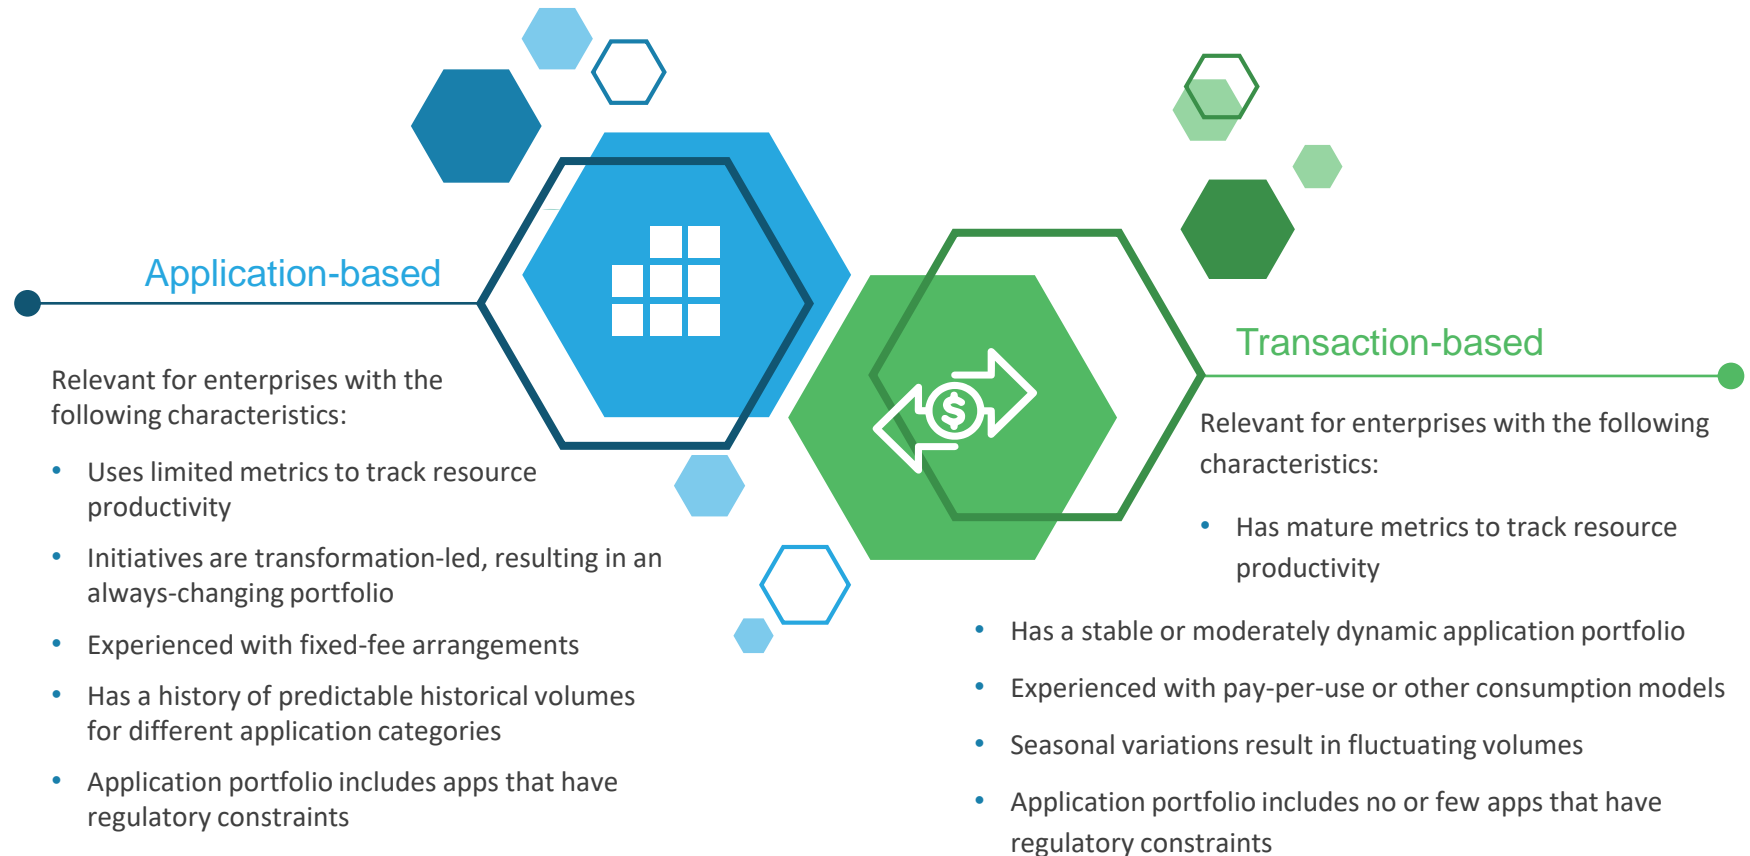 Application-based
Relevant for enterprises with the
following characteristics:
• Uses limited metrics to track resource
productivity
• Initiatives are transformation-led, resulting in an
always-changing portfolio
• Experienced with fixed-fee arrangements
• Has a history of predictable historical volumes
for different application categories
• Application portfolio includes apps that have
regulatory constraints
$
Transaction-based
Relevant for enterprises with the following
characteristics:
• Has mature metrics to track resource
productivity
• Has a stable or moderately dynamic application portfolio
• Experienced with pay-per-use or other consumption models
• Seasonal variations result in fluctuating volumes
• Application portfolio includes no or few apps that have
regulatory constraints